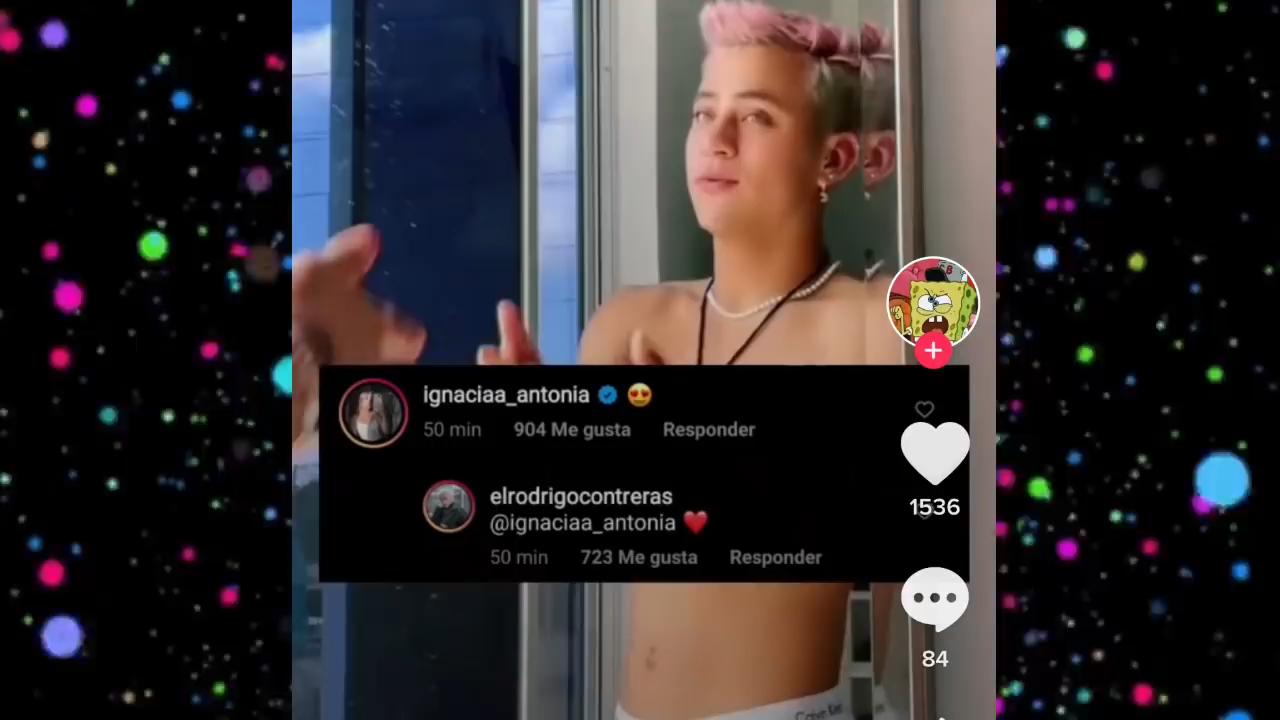 ignaciaa_antonia 😍
50 min 904 Me gusta Responder
elrodrigocontreras
@ignaciaa_antonia ❤️
50 min 723 Me gusta Responder
1536
84